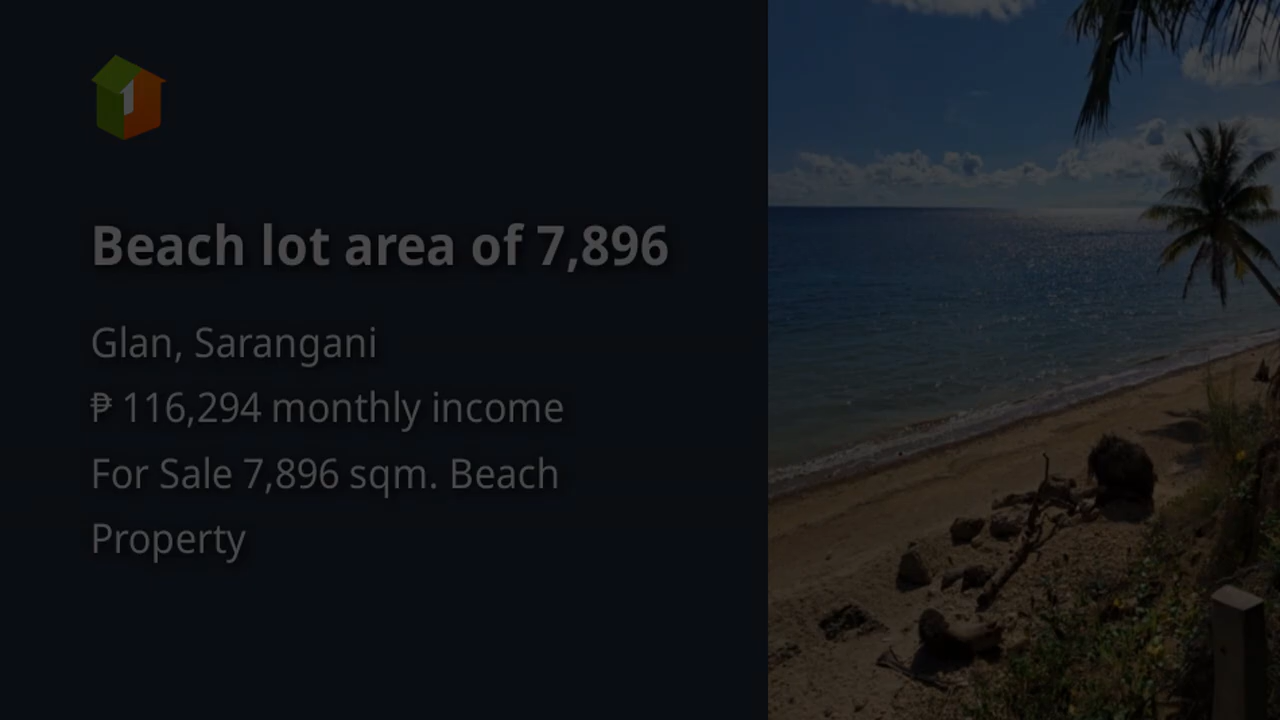 Beach lot area of 7,896
Glan, Sarangani
₱ 116,294 monthly income
For Sale 7,896 sqm. Beach
Property